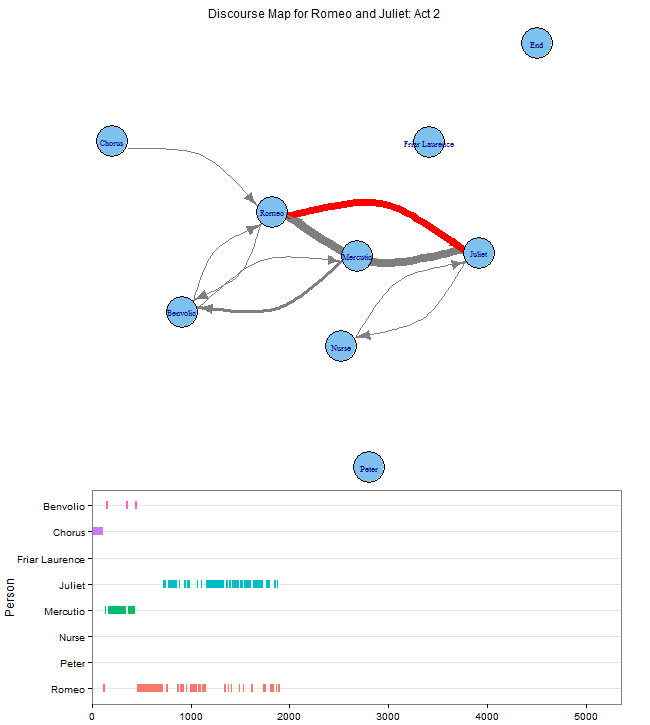 Discourse Map for Romeo and Juliet: Act 2
End
Chorus
Friar Laurence
Romeo
Mercutio
Juliet
Benvolio
Nurse
Peter
Person
Benvolio
Chorus
Friar Laurence
Juliet
Mercutio
Nurse
Peter
Romeo
0 1000 2000 3000 4000 5000